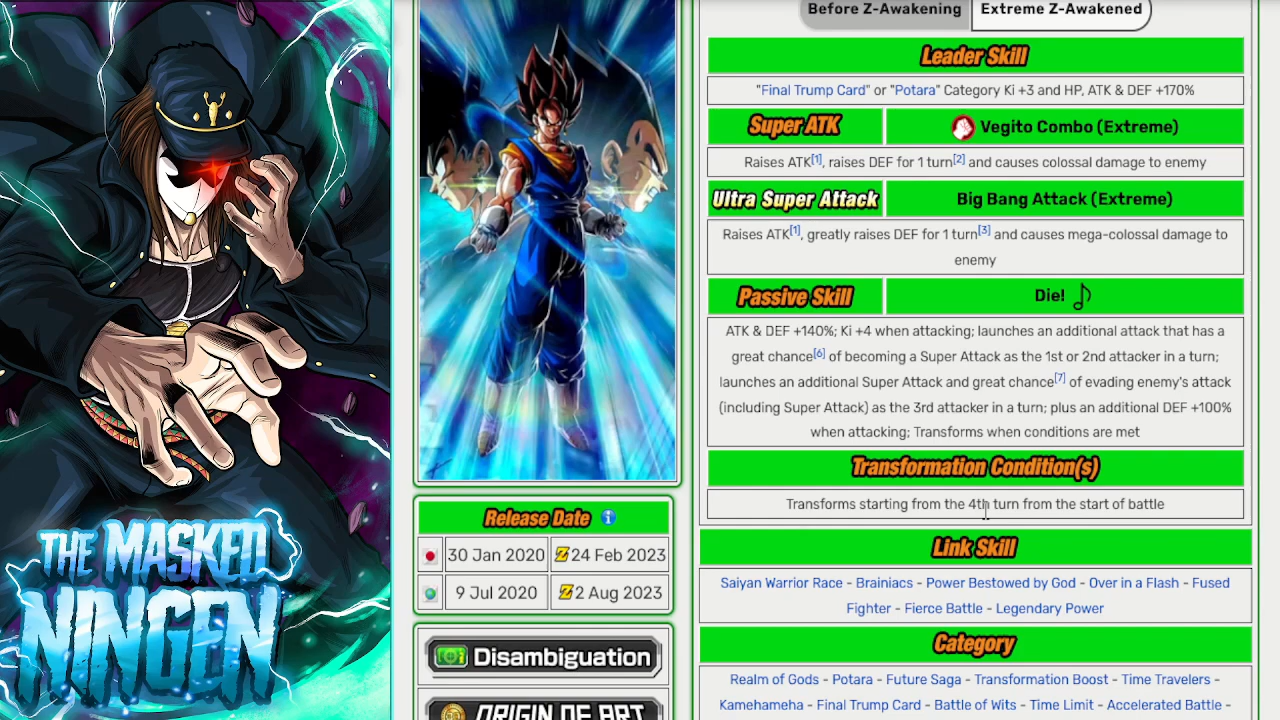 THE MASKED
NINGEN
Before Z-Awakening
Extreme Z-Awakened
Leader Skill
"Final Trump Card" or "Potara" Category Ki +3 and HP, ATK & DEF +170%
Super ATK
Vegito Combo (Extreme)
Raises ATK[1], raises DEF for 1 turn[2] and causes colossal damage to enemy
Ultra Super Attack
Big Bang Attack (Extreme)
Raises ATK[1], greatly raises DEF for 1 turn[3] and causes mega-colossal damage to
enemy
Passive Skill
Die! ♪
ATK & DEF +140%; Ki +4 when attacking; launches an additional attack that has a
great chance[6] of becoming a Super Attack as the 1st or 2nd attacker in a turn;
launches an additional Super Attack and great chance[7] of evading enemy's attack
(including Super Attack) as the 3rd attacker in a turn; plus an additional DEF +100%
when attacking; Transforms when conditions are met
Transformation Condition(s)
Transforms starting from the 4th turn from the start of battle
Release Date
30 Jan 2020
Z 24 Feb 2023
9 Jul 2020
Z 2 Aug 2023
Disambiguation
ORIGIN OF ART
Link Skill
Saiyan Warrior Race - Brainiacs - Power Bestowed by God - Over in a Flash - Fused
Fighter - Fierce Battle - Legendary Power
Category
Realm of Gods - Potara - Future Saga - Transformation Boost - Time Travelers -
Kamehameha - Final Trump Card - Battle of Wits - Time Limit - Accelerated Battle -